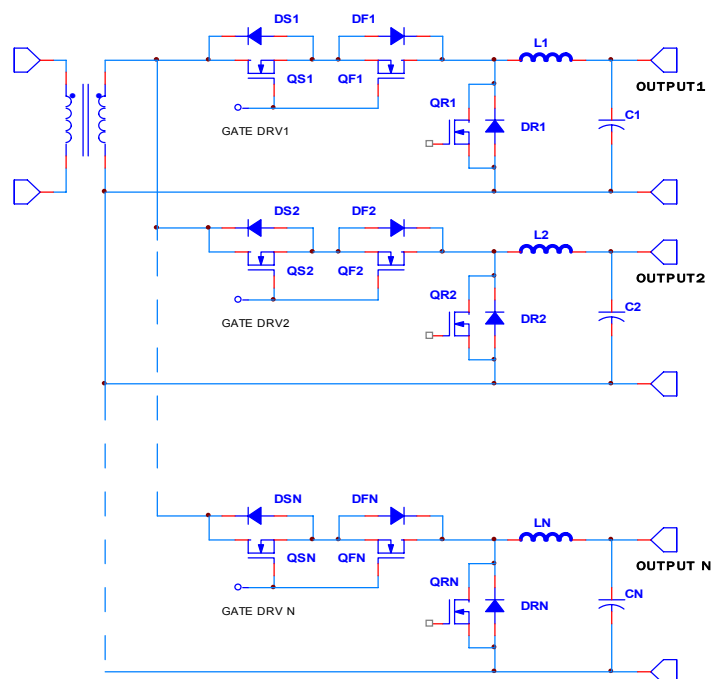 DS1 DF1
L1
QS1 QF1
OUTPUT1
QR1
C1
DR1
GATE DRV1
DS2 DF2
L2
QS2 QF2
OUTPUT2
QR2
C2
DR2
GATE DRV2
DSN DFN
LN
QSN QFN
OUTPUT N
QRN
CN
DRN
GATE DRV N